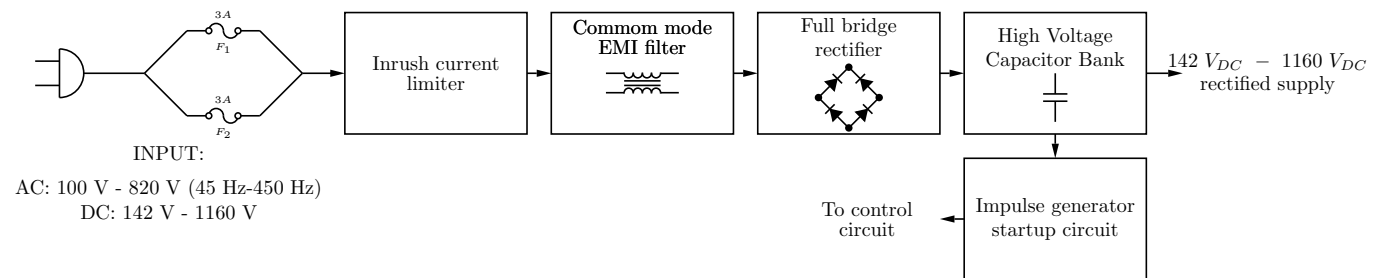 3A
F1
3A
F2
INPUT:
AC: 100 V - 820 V (45 Hz-450 Hz)
DC: 142 V - 1160 V
Inrush current
limiter
Commom mode
EMI filter
Full bridge
rectifier
High Voltage
Capacitor Bank
142 VDC − 1160 VDC
rectified supply
To control
circuit
Impulse generator
startup circuit